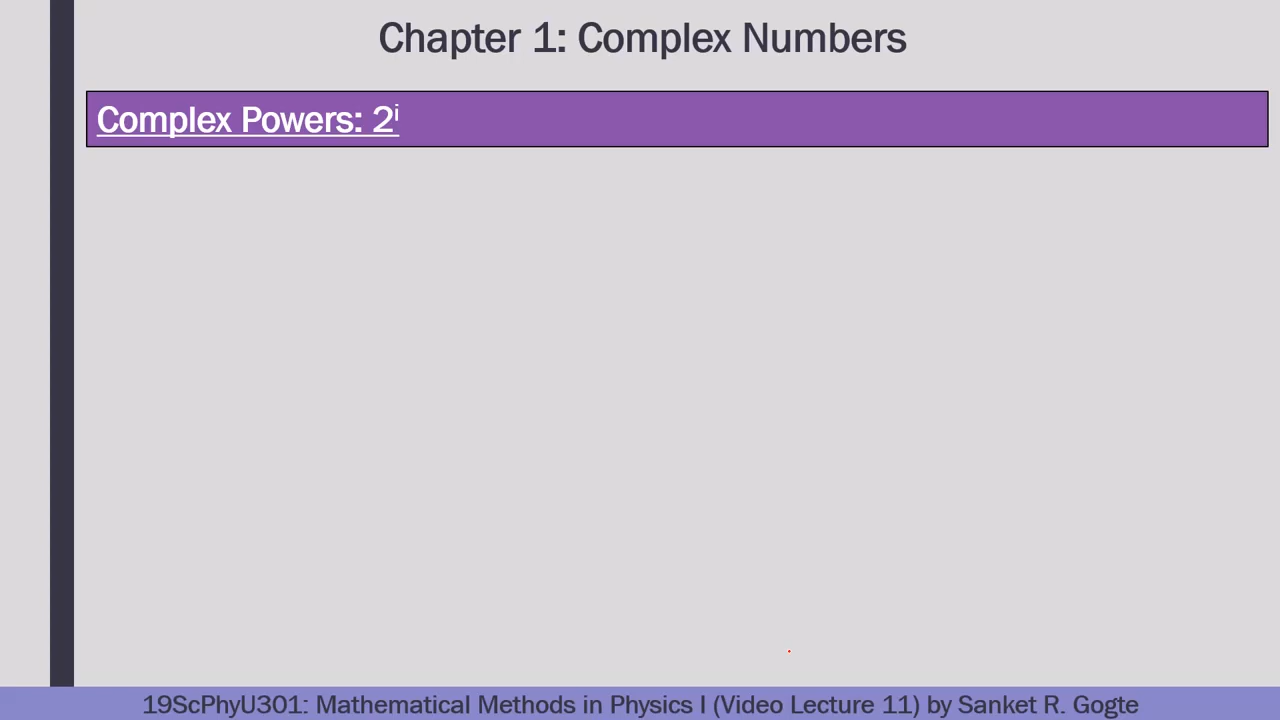 Chapter 1: Complex Numbers
Complex Powers: 2ⁱ
19ScPhyU301: Mathematical Methods in Physics I (Video Lecture 11) by Sanket R. Gogte